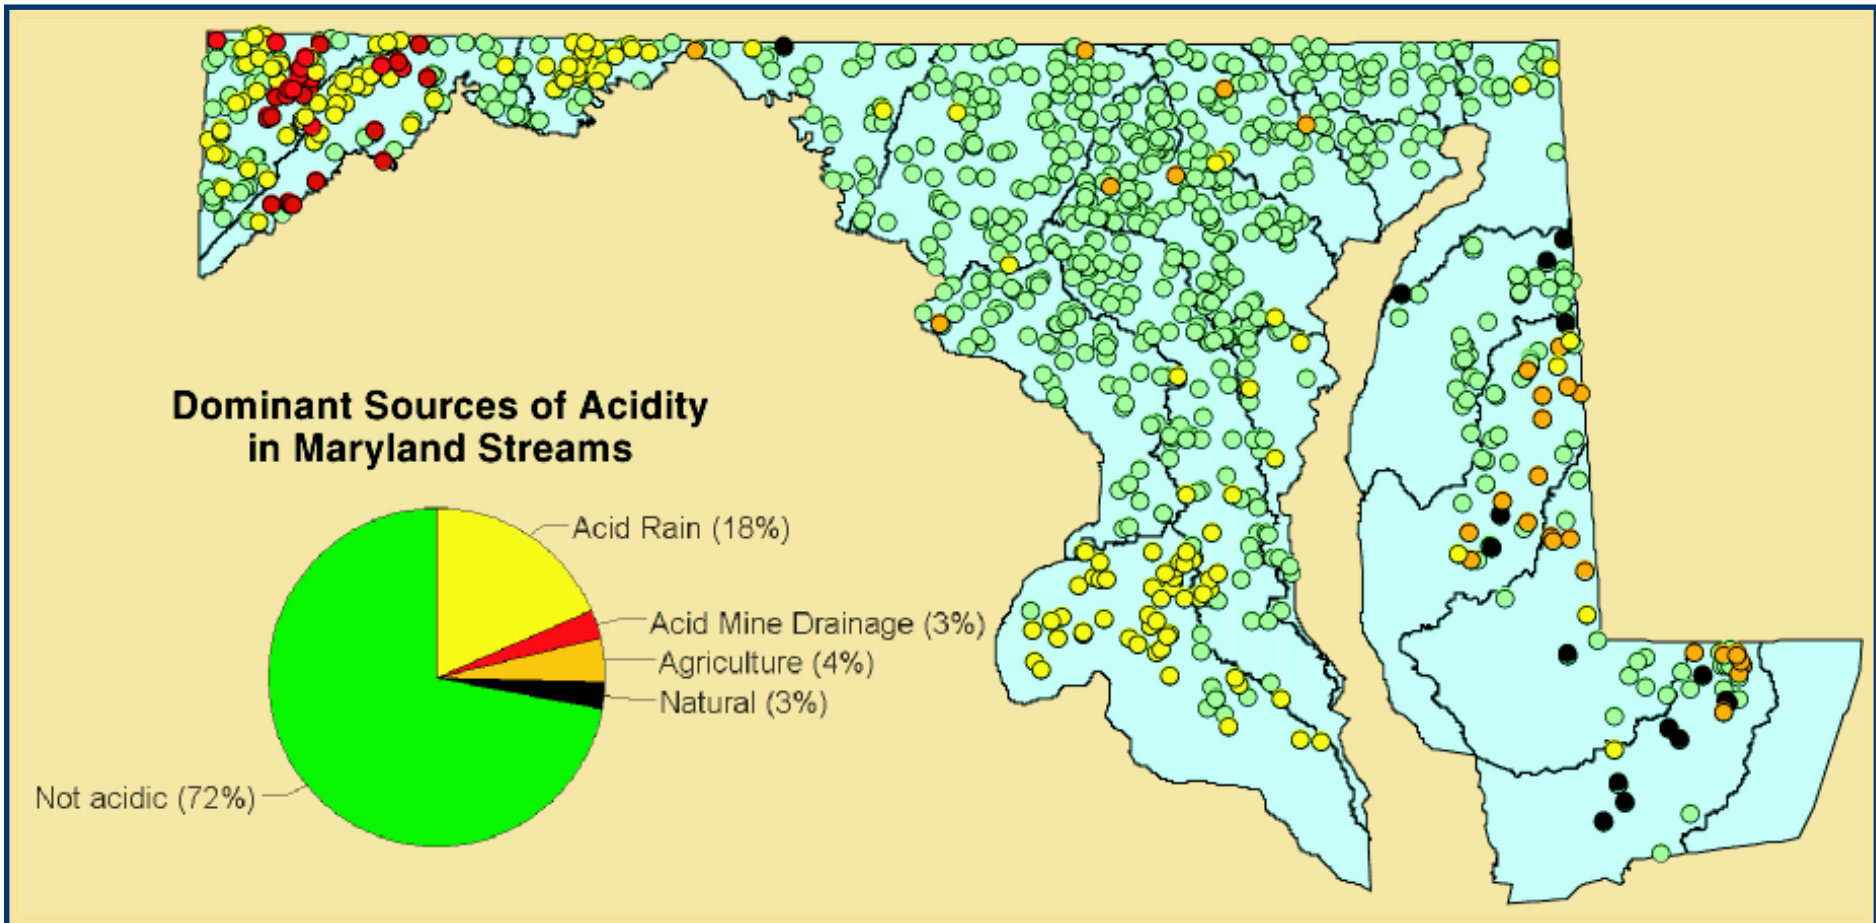 Dominant Sources of Acidity
in Maryland Streams
Acid Rain (18%)
Acid Mine Drainage (3%)
Agriculture (4%)
Natural (3%)
Not acidic (72%)